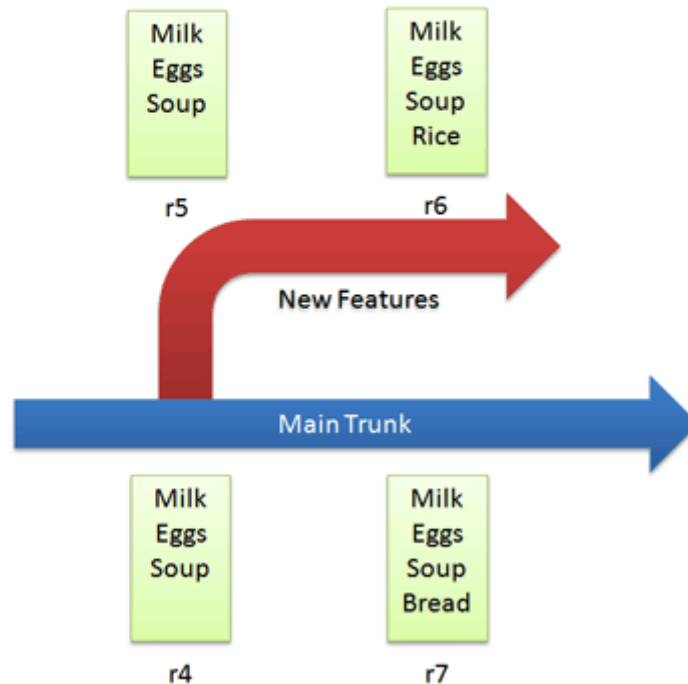 Milk
Eggs
Soup
r5
Milk
Eggs
Soup
Rice
r6
New Features
Main Trunk
Milk
Eggs
Soup
r4
Milk
Eggs
Soup
Bread
r7